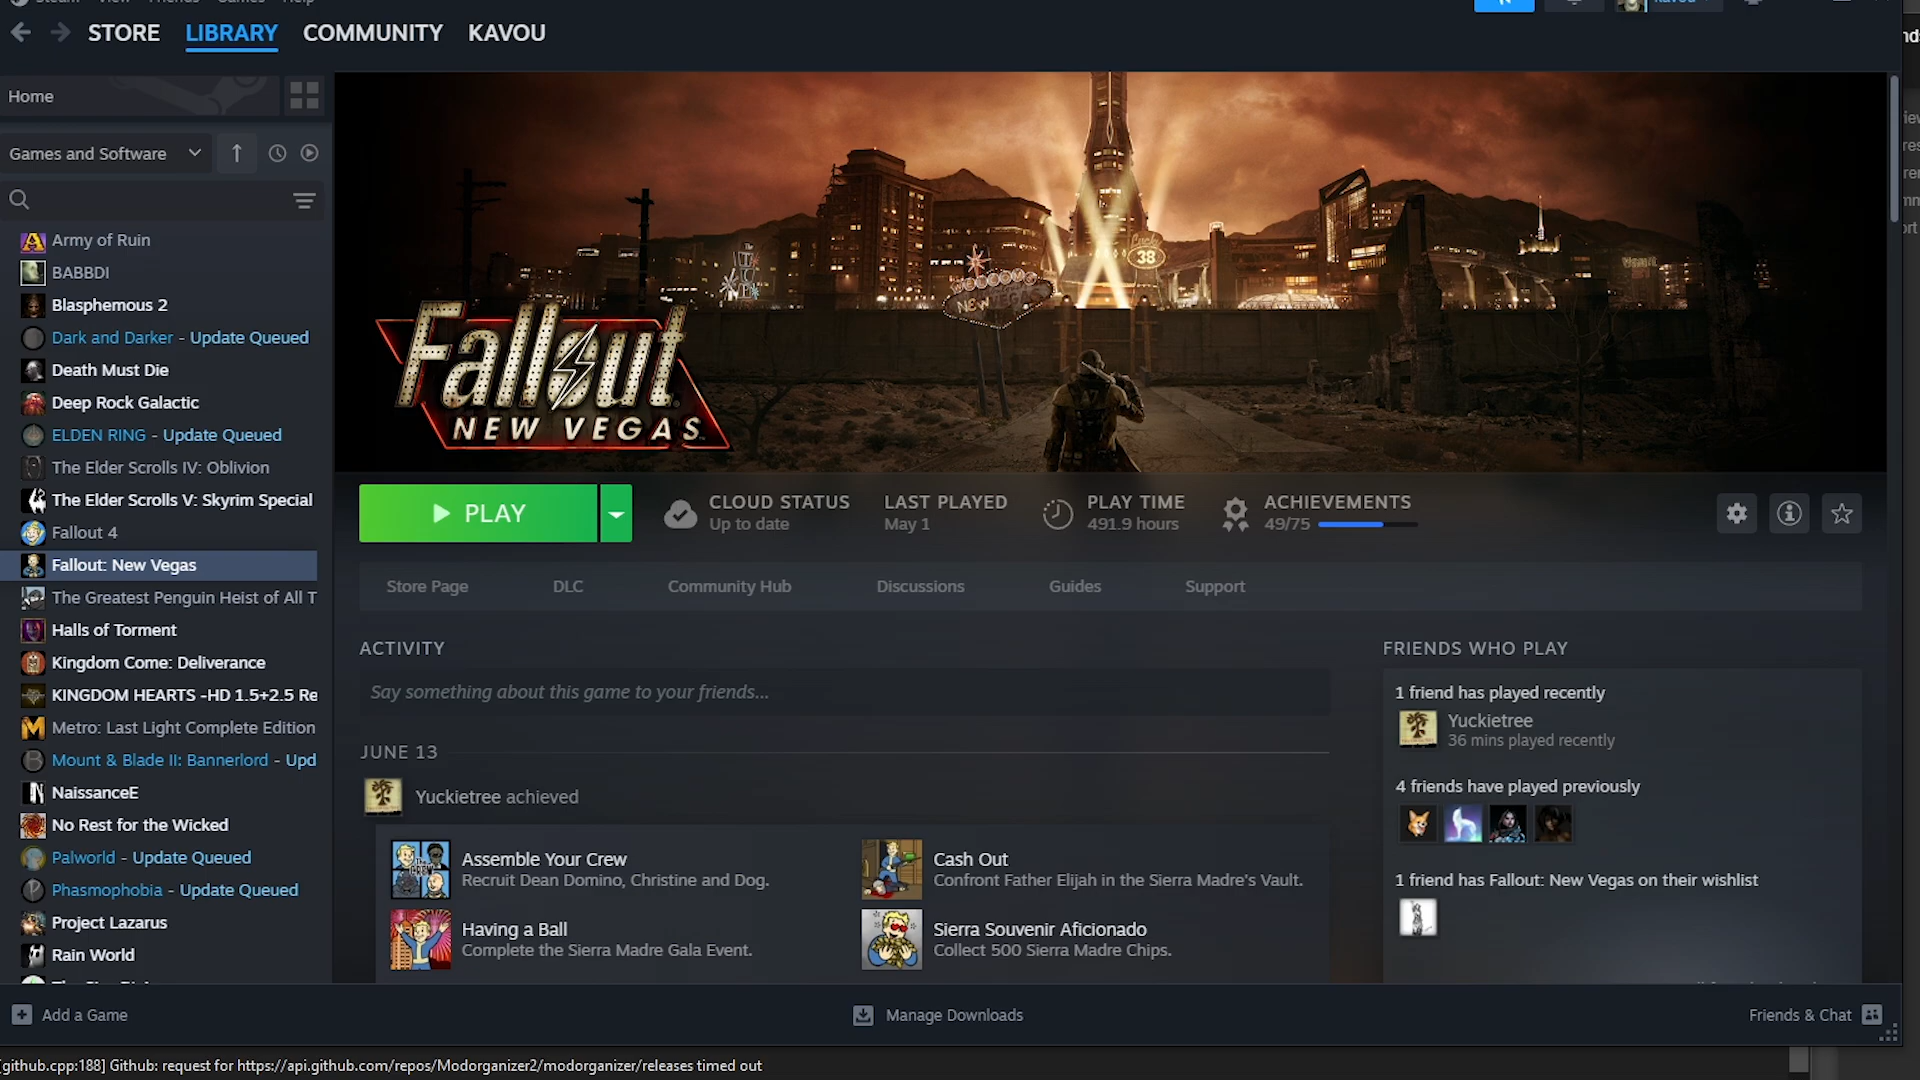 Steam View Friends Games Help
STORE LIBRARY COMMUNITY KAVOU
Home
Games and Software
Army of Ruin
BABBDI
Blasphemous 2
Dark and Darker - Update Queued
Death Must Die
Deep Rock Galactic
ELDEN RING - Update Queued
The Elder Scrolls IV: Oblivion
The Elder Scrolls V: Skyrim Special
Fallout 4
Fallout: New Vegas
The Greatest Penguin Heist of All T
Halls of Torment
Kingdom Come: Deliverance
KINGDOM HEARTS -HD 1.5+2.5 Re
Metro: Last Light Complete Edition
Mount & Blade II: Bannerlord - Upd
NaissanceE
No Rest for the Wicked
Palworld - Update Queued
Phasmophobia - Update Queued
Project Lazarus
Rain World
WELCOME
NEW VEGAS
Lucky
38
Fallout
NEW VEGAS
PLAY
CLOUD STATUS
Up to date
LAST PLAYED
May 1
PLAY TIME
491.9 hours
ACHIEVEMENTS
49/75
Store Page DLC Community Hub Discussions Guides Support
ACTIVITY
Say something about this game to your friends...
JUNE 13
Yuckietree achieved
Assemble Your Crew
Recruit Dean Domino, Christine and Dog.
Cash Out
Confront Father Elijah in the Sierra Madre's Vault.
Having a Ball
Complete the Sierra Madre Gala Event.
Sierra Souvenir Aficionado
Collect 500 Sierra Madre Chips.
FRIENDS WHO PLAY
1 friend has played recently
Yuckietree
36 mins played recently
4 friends have played previously
1 friend has Fallout: New Vegas on their wishlist
Add a Game
Manage Downloads
Friends & Chat
[github.cpp:188] Github: request for https://api.github.com/repos/Modorganizer2/modorganizer/releases timed out